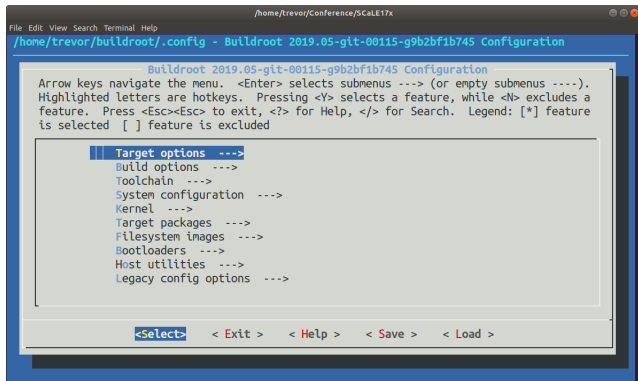 /home/trevor/Conference/SCaLE17x
File Edit View Search Terminal Help
/home/trevor/buildroot/.config - Buildroot 2019.05-git-00115-g9b2bf1b745 Configuration
Buildroot 2019.05-git-00115-g9b2bf1b745 Configuration
Arrow keys navigate the menu. <Enter> selects submenus ---> (or empty submenus ----).
Highlighted letters are hotkeys. Pressing <Y> selects a feature, while <N> excludes a
feature. Press <Esc><Esc> to exit, <?> for Help, </> for Search. Legend: [*] feature
is selected [ ] feature is excluded
Target options --->
Build options --->
Toolchain --->
System configuration --->
Kernel --->
Target packages --->
Filesystem images --->
Bootloaders --->
Host utilities --->
Legacy config options --->
<Select> < Exit > < Help > < Save > < Load >